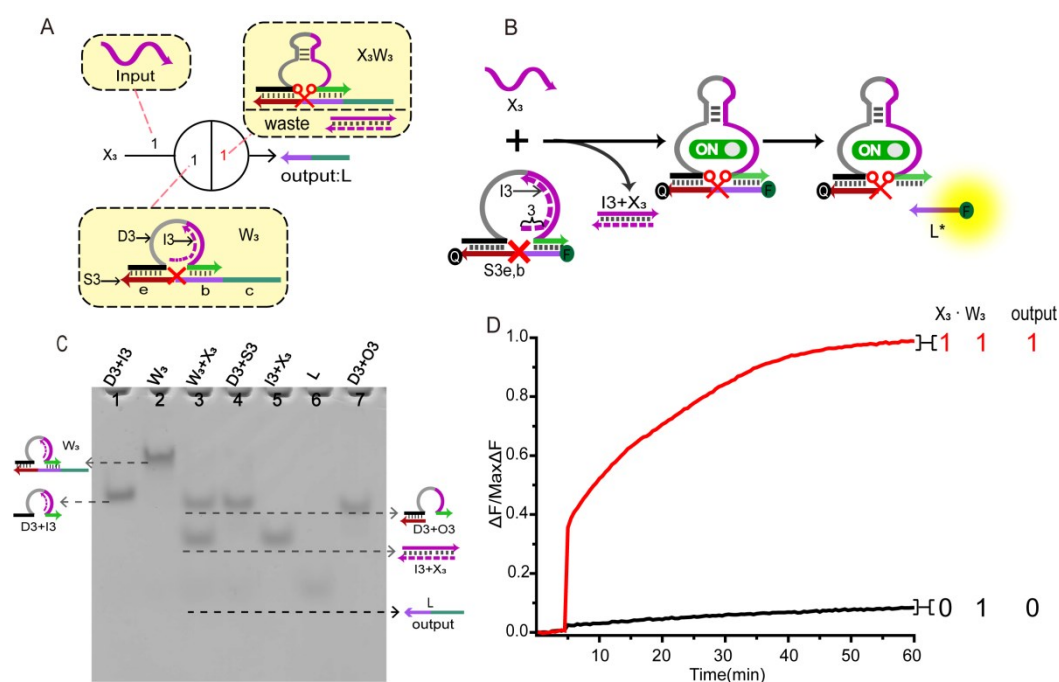 A
Input
X₃W₃
waste
X₃
1
1
1
output:L
D3
I3
W₃
S3
e
b
c
B
X₃
+
I3
3
I3+X₃
Q
F
S3e,b
ON
Q
F
ON
Q
F
L*
C
D3+I3
W₃
W₃+X₃
D3+S3
I3+X₃
L
D3+O3
1 2 3 4 5 6 7
W₃
D3+I3
D3+O3
I3+X₃
L
output
D
X₃ · W₃ output
1 1 1
0 1 0
ΔF/MaxΔF
1.0
0.8
0.6
0.4
0.2
0.0
10 20 30 40 50 60
Time(min)